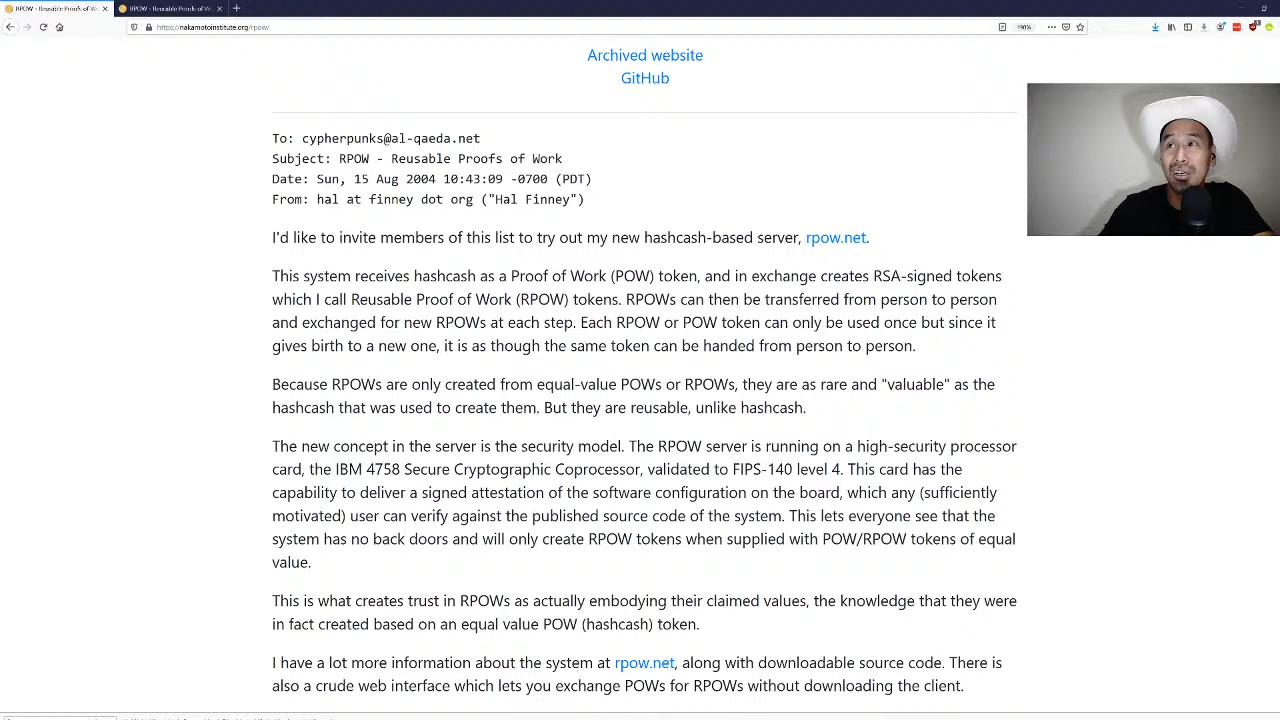 RPOW - Reusable Proofs of Wo
RPOW - Reusable Proofs of W
https://nakamotoinstitute.org/rpow/
190%
Archived website
GitHub
To: cypherpunks@al-qaeda.net
Subject: RPOW - Reusable Proofs of Work
Date: Sun, 15 Aug 2004 10:43:09 -0700 (PDT)
From: hal at finney dot org ("Hal Finney")
I'd like to invite members of this list to try out my new hashcash-based server, rpow.net.
This system receives hashcash as a Proof of Work (POW) token, and in exchange creates RSA-signed tokens
which I call Reusable Proof of Work (RPOW) tokens. RPOWs can then be transferred from person to person
and exchanged for new RPOWs at each step. Each RPOW or POW token can only be used once but since it
gives birth to a new one, it is as though the same token can be handed from person to person.
Because RPOWs are only created from equal-value POWs or RPOWs, they are as rare and "valuable" as the
hashcash that was used to create them. But they are reusable, unlike hashcash.
The new concept in the server is the security model. The RPOW server is running on a high-security processor
card, the IBM 4758 Secure Cryptographic Coprocessor, validated to FIPS-140 level 4. This card has the
capability to deliver a signed attestation of the software configuration on the board, which any (sufficiently
motivated) user can verify against the published source code of the system. This lets everyone see that the
system has no back doors and will only create RPOW tokens when supplied with POW/RPOW tokens of equal
value.
This is what creates trust in RPOWs as actually embodying their claimed values, the knowledge that they were
in fact created based on an equal value POW (hashcash) token.
I have a lot more information about the system at rpow.net, along with downloadable source code. There is
also a crude web interface which lets you exchange POWs for RPOWs without downloading the client.